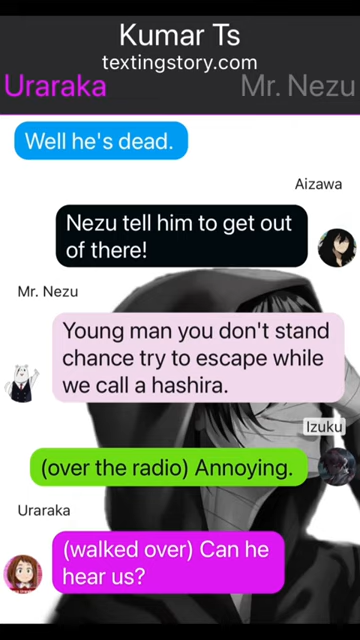 Kumar Ts
textingstory.com
Uraraka Mr. Nezu
Well he's dead.
Aizawa
Nezu tell him to get out
of there!
Mr. Nezu
Young man you don't stand
chance try to escape while
we call a hashira.
Izuku
(over the radio) Annoying.
Uraraka
(walked over) Can he
hear us?